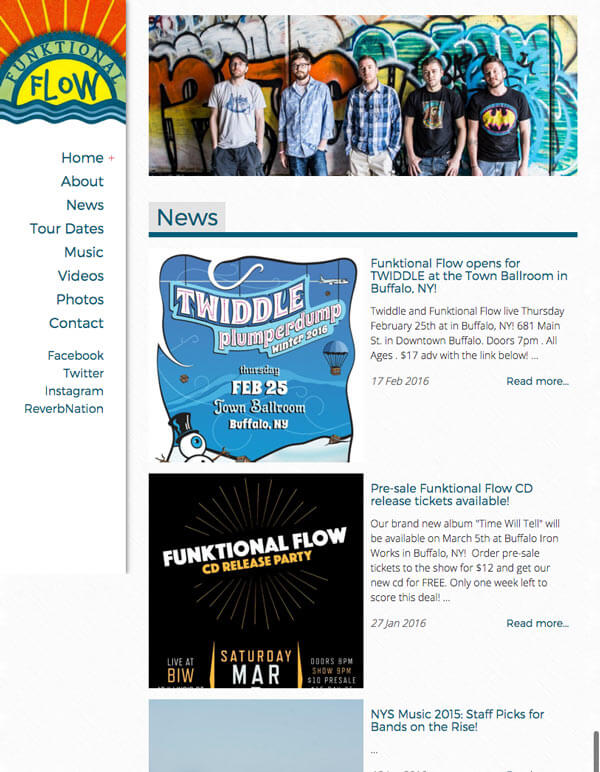 FUNKTIONAL
FLOW
Home +
About
News
Tour Dates
Music
Videos
Photos
Contact
Facebook
Twitter
Instagram
ReverbNation
News
TWIDDLE
plumperdump
Winter 2016
thursday
FEB 25
Town Ballroom
Buffalo, NY
Funktional Flow opens for
TWIDDLE at the Town Ballroom in
Buffalo, NY!
Twiddle and Funktional Flow live Thursday
February 25th at in Buffalo, NY! 681 Main
St. in Downtown Buffalo. Doors 7pm . All
Ages . $17 adv with the link below! ...
17 Feb 2016
Read more...
FUNKTIONAL FLOW
CD RELEASE PARTY
LIVE AT
BIW
SATURDAY
MAR
DOORS 8PM
SHOW 9PM
$10 PRESALE
Pre-sale Funktional Flow CD
release tickets available!
Our brand new album "Time Will Tell" will
be available on March 5th at Buffalo Iron
Works in Buffalo, NY! Order pre-sale
tickets to the show for $12 and get our
new cd for FREE. Only one week left to
score this deal! ...
27 Jan 2016
Read more...
NYS Music 2015: Staff Picks for
Bands on the Rise!
...